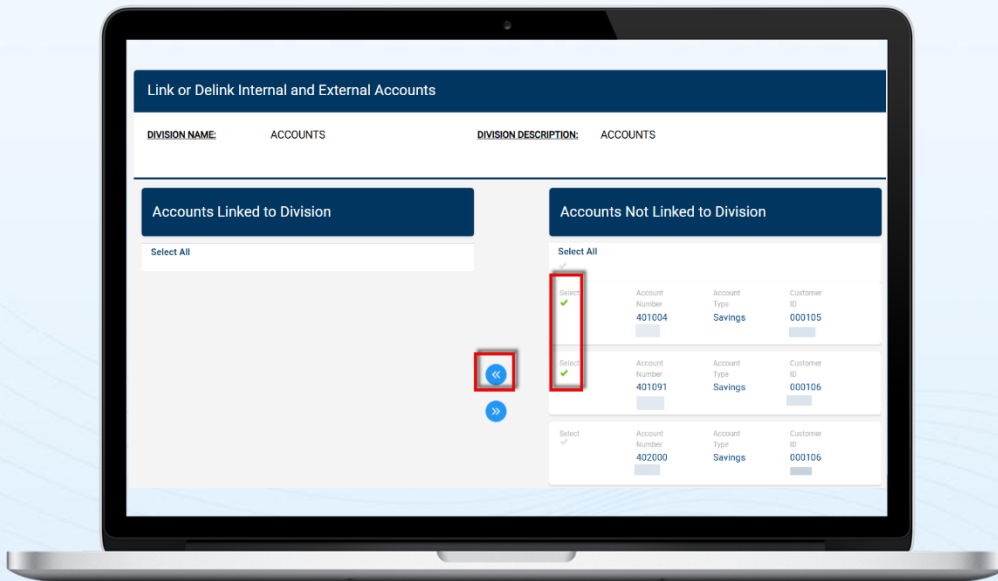 Link or Delink Internal and External Accounts
DIVISION NAME: ACCOUNTS DIVISION DESCRIPTION: ACCOUNTS
Accounts Linked to Division
Select All
Accounts Not Linked to Division
Select All
Select Account Number Account Type Customer ID
401004 Savings 000105
Select Account Number Account Type Customer ID
401091 Savings 000106
Select Account Number Account Type Customer ID
402000 Savings 000106